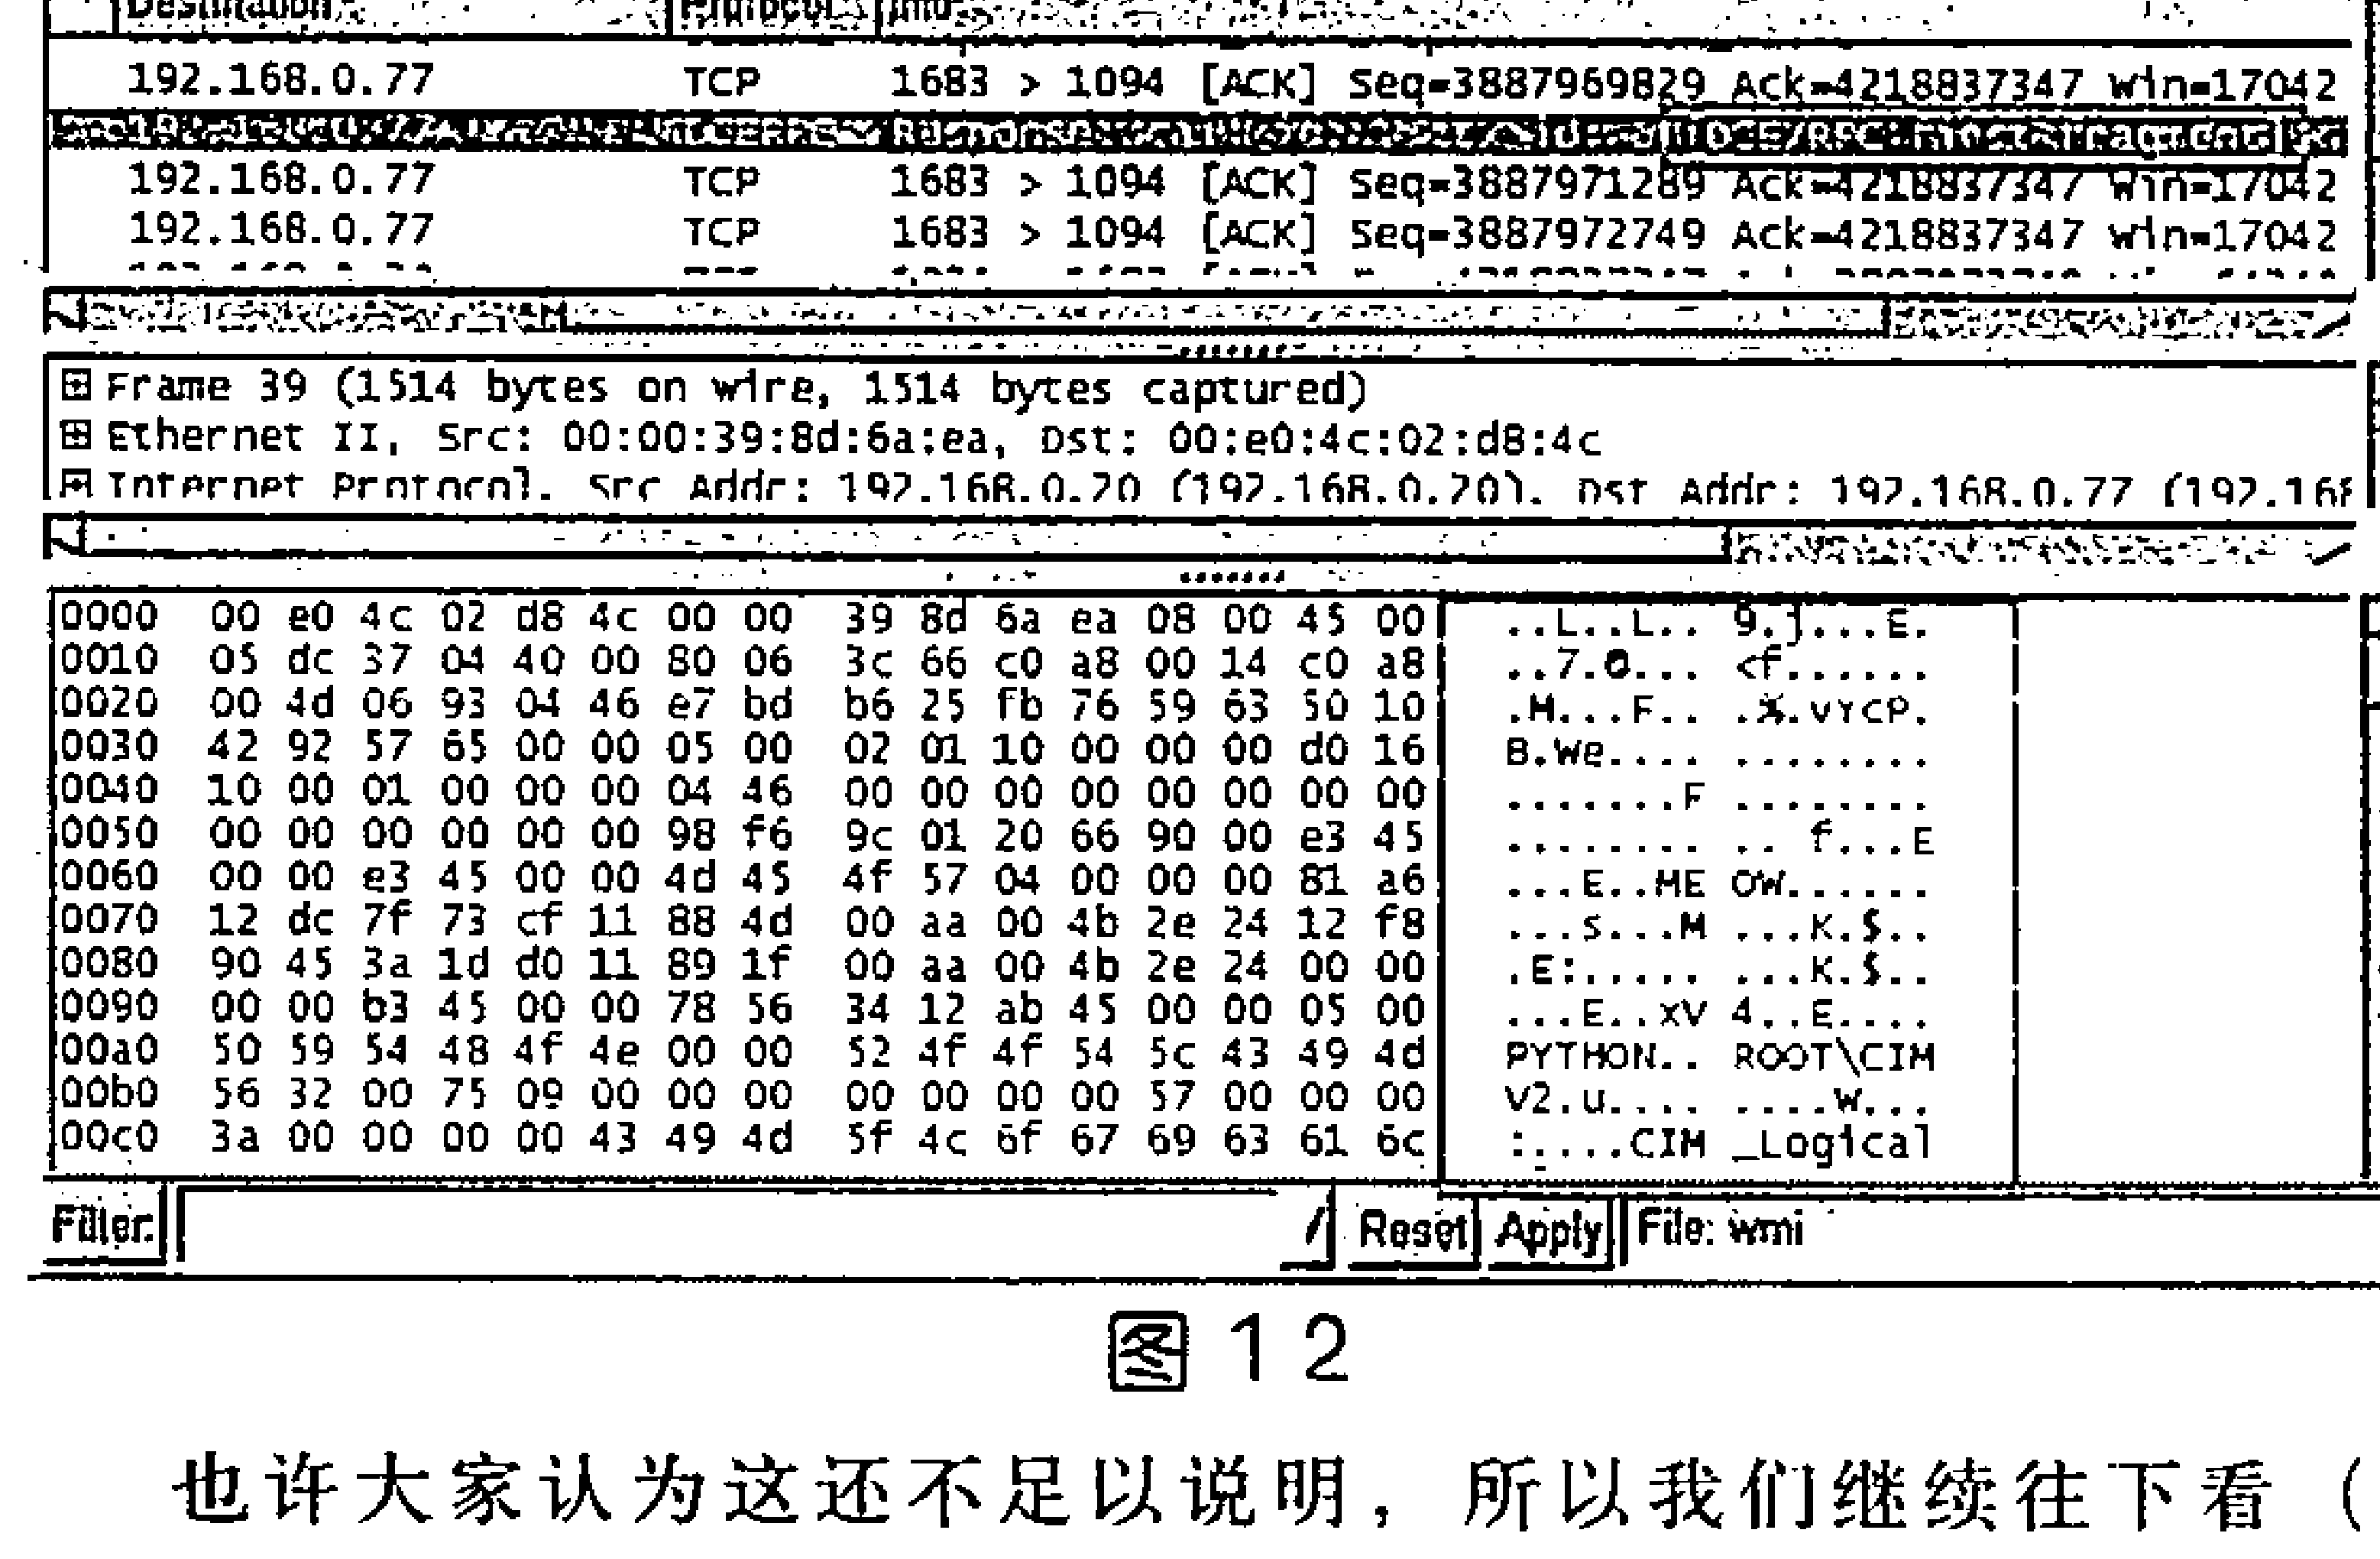 Destination Protocol Info
192.168.0.77 TCP 1683 > 1094 [ACK] Seq=3887969829 Ack=4218837347 Win=17042
192.168.0.77 TCP 1683 > 1094 [ACK] Seq=3887971289 Ack=4218837347 Win=17042
192.168.0.77 TCP 1683 > 1094 [ACK] Seq=3887972749 Ack=4218837347 Win=17042
Frame 39 (1514 bytes on wire, 1514 bytes captured)
Ethernet II, Src: 00:00:39:8d:6a:ea, Dst: 00:e0:4c:02:d8:4c
Internet Protocol, Src Addr: 192.168.0.20 (192.168.0.20), Dst Addr: 192.168.0.77 (192.168
0000 00 e0 4c 02 d8 4c 00 00 39 8d 6a ea 08 00 45 00 ..L..L.. 9.j...E.
0010 05 dc 37 04 40 00 80 06 3c 66 c0 a8 00 14 c0 a8 ..7.@... <f......
0020 00 4d 06 93 04 46 e7 bd b6 25 fb 76 59 63 50 10 .M...F.. .%.vYcP.
0030 42 92 57 65 00 00 05 00 02 01 10 00 00 00 d0 16 B.We.... ........
0040 10 00 01 00 00 00 04 46 00 00 00 00 00 00 00 00 .......F ........
0050 00 00 00 00 00 00 98 f6 9c 01 20 66 90 00 e3 45 ........ .. f...E
0060 00 00 e3 45 00 00 4d 45 4f 57 04 00 00 00 81 a6 ...E..ME OW......
0070 12 dc 7f 73 cf 11 88 4d 00 aa 00 4b 2e 24 12 f8 ...s...M ...K.$..
0080 90 45 3a 1d d0 11 89 1f 00 aa 00 4b 2e 24 00 00 .E:..... ...K.$..
0090 00 00 b3 45 00 00 78 56 34 12 ab 45 00 00 05 00 ...E..xV 4..E....
00a0 50 59 54 48 4f 4e 00 00 52 4f 4f 54 5c 43 49 4d PYTHON.. ROOT\CIM
00b0 56 32 00 75 09 00 00 00 00 00 00 00 57 00 00 00 V2.u.... ....W...
00c0 3a 00 00 00 00 43 49 4d 5f 4c 6f 67 69 63 61 6c :....CIM _Logical
Filter: Reset Apply File: wmi
图12
也许大家认为这还不足以说明，所以我们继续往下看（